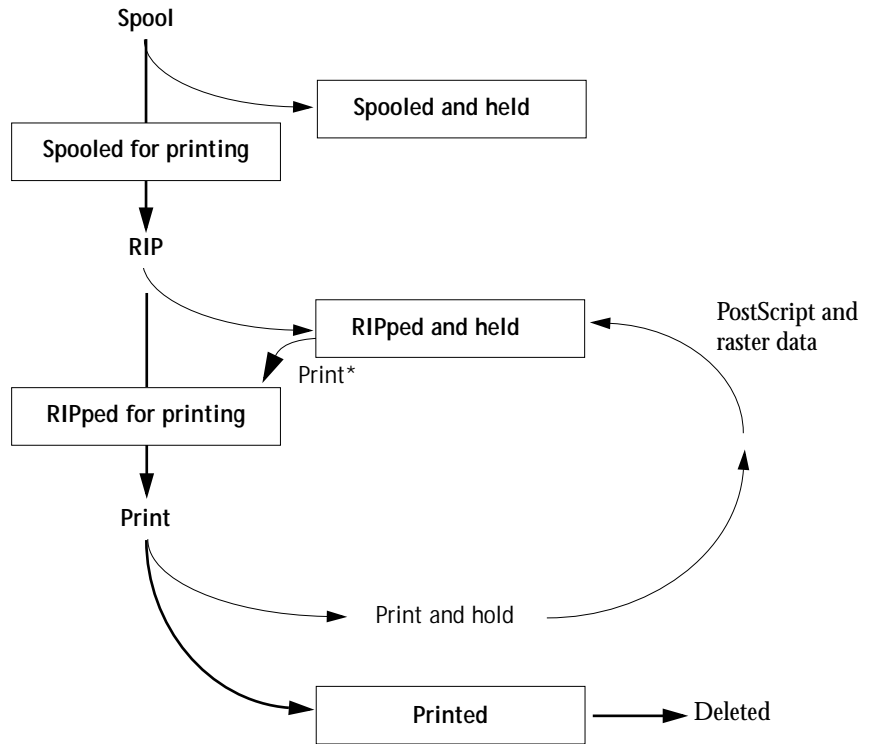 Spool
Spooled and held
Spooled for printing
RIP
RIPped and held
PostScript and
raster data
Print*
RIPped for printing
Print
Print and hold
Printed
Deleted